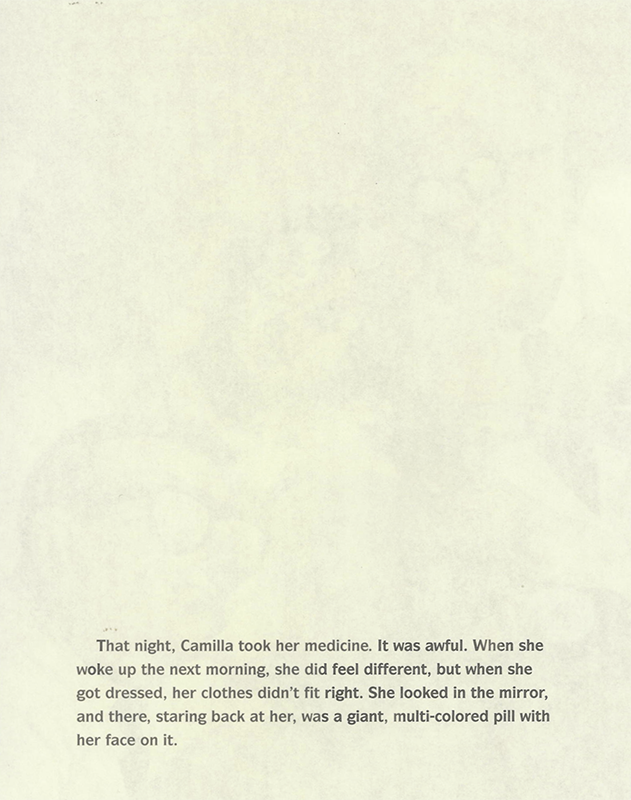 That night, Camilla took her medicine. It was awful. When she
woke up the next morning, she did feel different, but when she
got dressed, her clothes didn’t fit right. She looked in the mirror,
and there, staring back at her, was a giant, multi-colored pill with
her face on it.